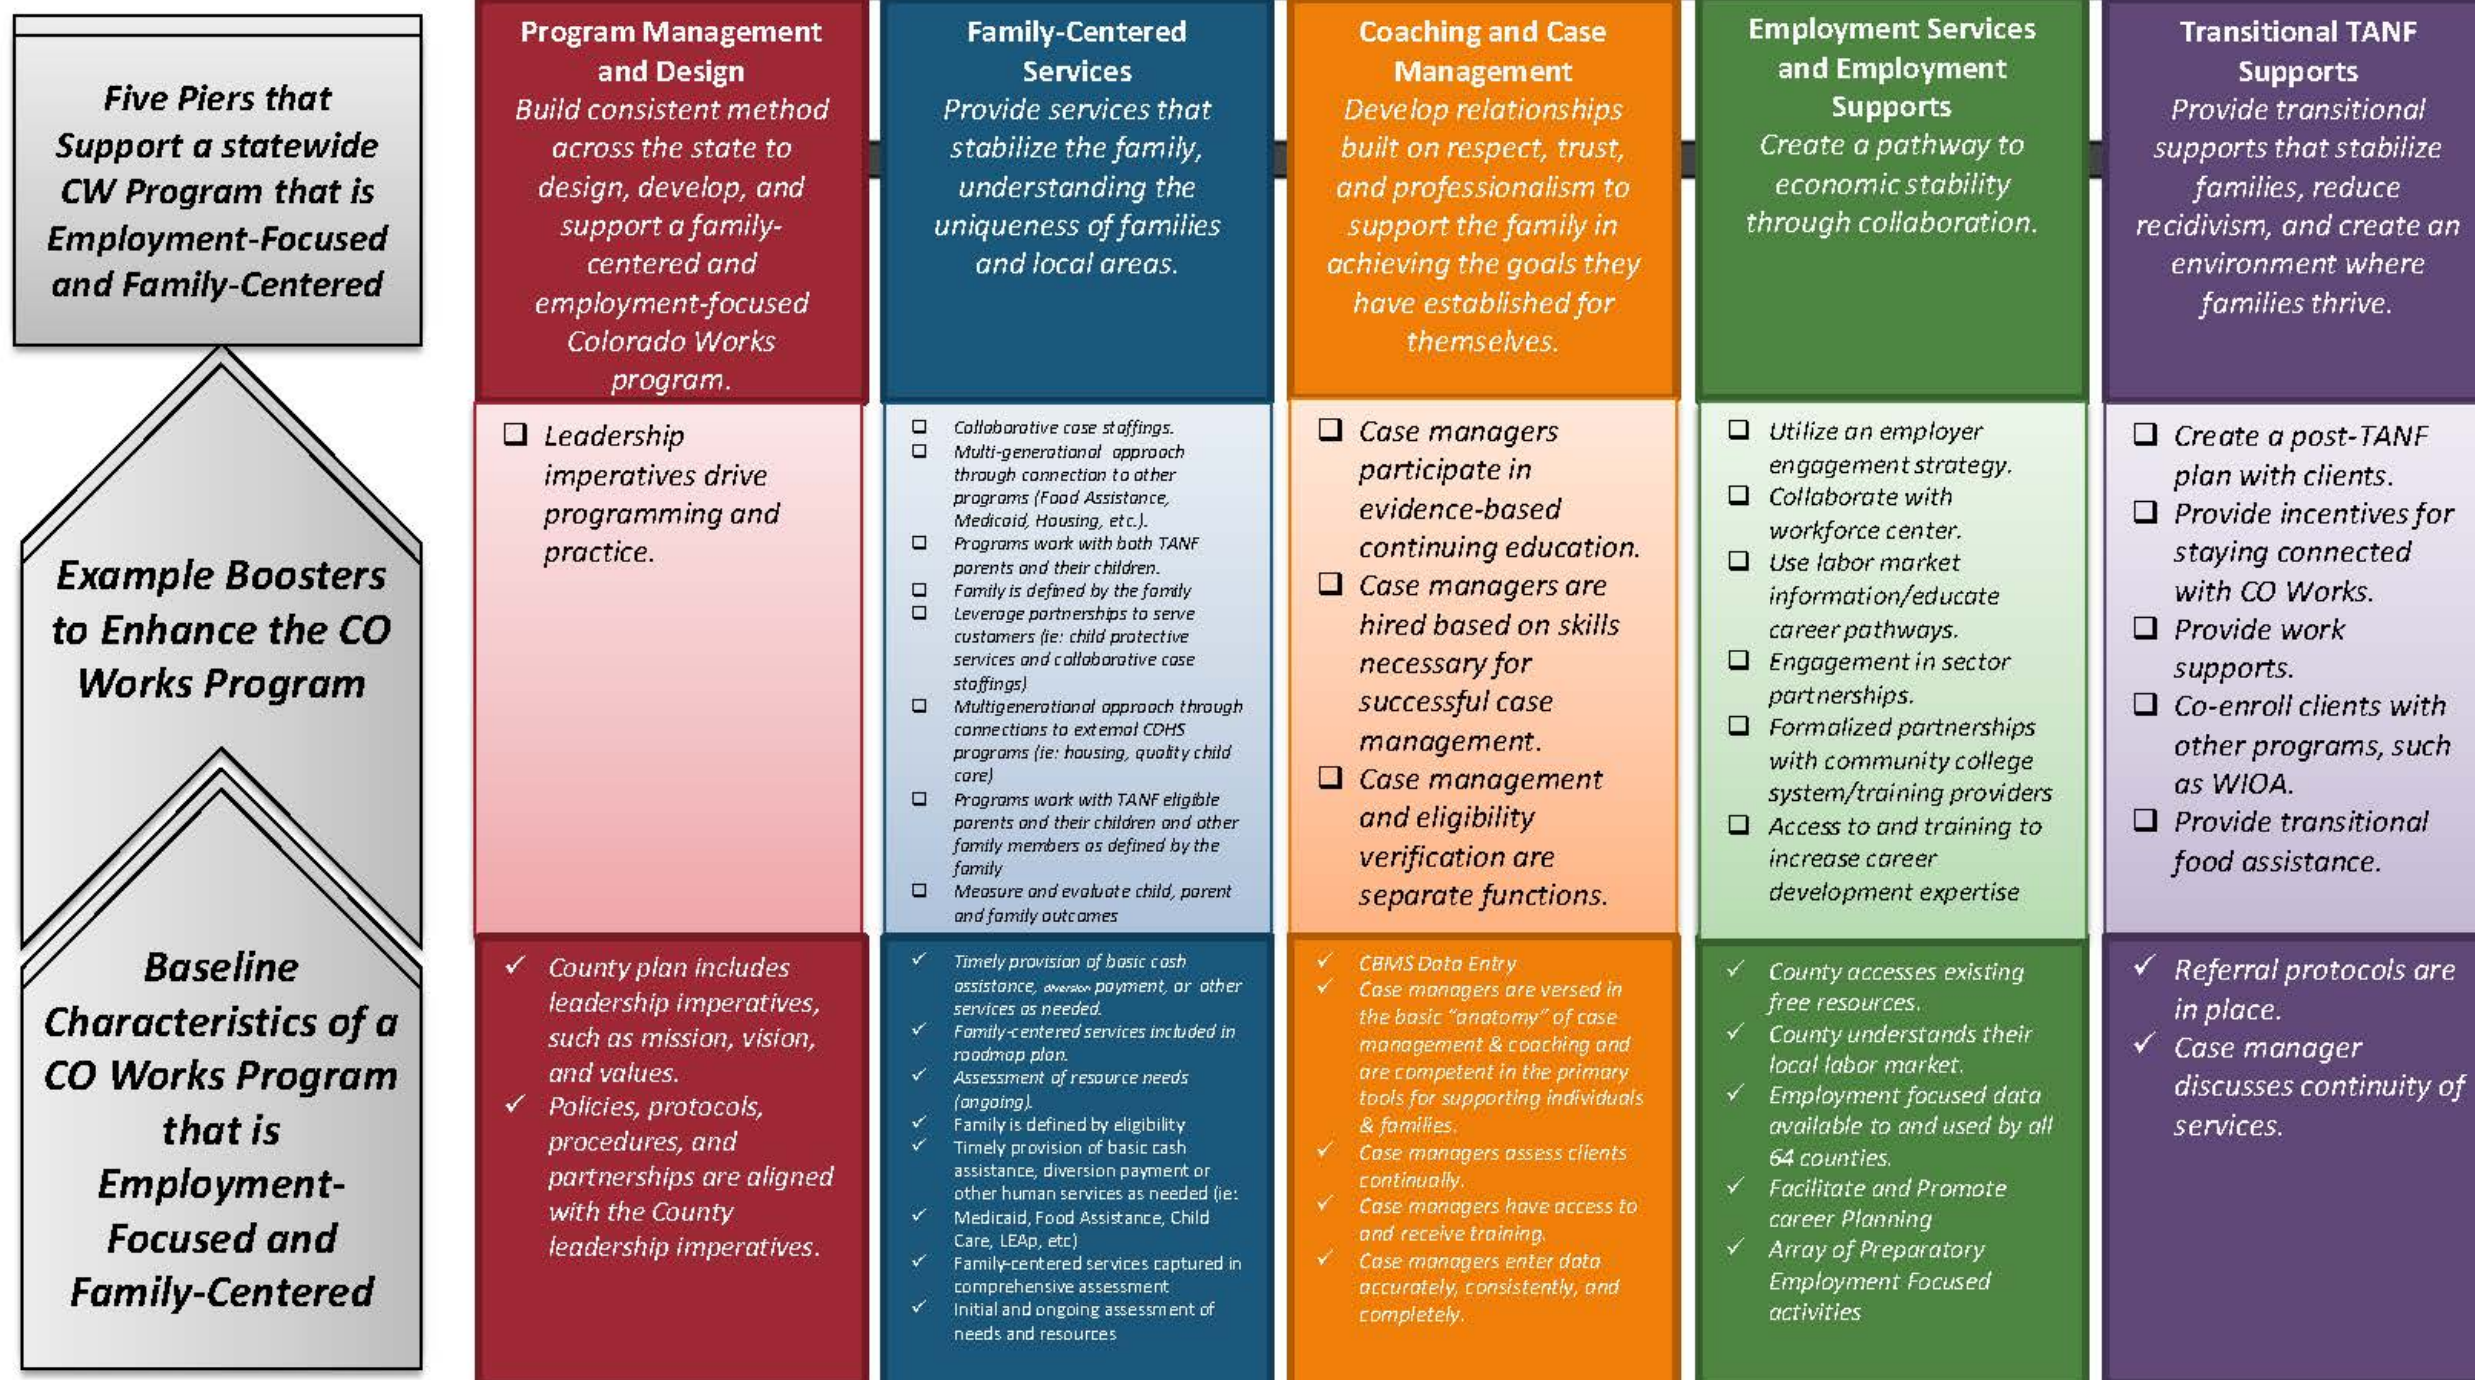 Five Piers that
Support a statewide
CW Program that is
Employment-Focused
and Family-Centered
Program Management
and Design
Build consistent method
across the state to
design, develop, and
support a family-
centered and
employment-focused
Colorado Works
program.
Family-Centered
Services
Provide services that
stabilize the family,
understanding the
uniqueness of families
and local areas.
Coaching and Case
Management
Develop relationships
built on respect, trust,
and professionalism to
support the family in
achieving the goals they
have established for
themselves.
Employment Services
and Employment
Supports
Create a pathway to
economic stability
through collaboration.
Transitional TANF
Supports
Provide transitional
supports that stabilize
families, reduce
recidivism, and create an
environment where
families thrive.
Example Boosters
to Enhance the CO
Works Program
❑ Leadership
imperatives drive
programming and
practice.
❑ Collaborative case staffings.
❑ Multi-generational approach
through connection to other
programs (Food Assistance,
Medicaid, Housing, etc.).
❑ Programs work with both TANF
parents and their children.
❑ Family is defined by the family
❑ Leverage partnerships to serve
customers (ie: child protective
services and collaborative case
staffings)
❑ Multigenerational approach through
connections to external CDHS
programs (ie: housing, quality child
care)
❑ Programs work with TANF eligible
parents and their children and other
family members as defined by the
family
❑ Measure and evaluate child, parent
and family outcomes
❑ Case managers
participate in
evidence-based
continuing education.
❑ Case managers are
hired based on skills
necessary for
successful case
management.
❑ Case management
and eligibility
verification are
separate functions.
❑ Utilize an employer
engagement strategy.
❑ Collaborate with
workforce center.
❑ Use labor market
information/educate
career pathways.
❑ Engagement in sector
partnerships.
❑ Formalized partnerships
with community college
system/training providers
❑ Access to and training to
increase career
development expertise
❑ Create a post-TANF
plan with clients.
❑ Provide incentives for
staying connected
with CO Works.
❑ Provide work
supports.
❑ Co-enroll clients with
other programs, such
as WIOA.
❑ Provide transitional
food assistance.
Baseline
Characteristics of a
CO Works Program
that is
Employment-
Focused and
Family-Centered
✓ County plan includes
leadership imperatives,
such as mission, vision,
and values.
✓ Policies, protocols,
procedures, and
partnerships are aligned
with the County
leadership imperatives.
✓ Timely provision of basic cash
assistance, diversion payment, or other
services as needed.
✓ Family-centered services included in
roadmap plan.
✓ Assessment of resource needs
(ongoing).
✓ Family is defined by eligibility
✓ Timely provision of basic cash
assistance, diversion payment or
other human services as needed (ie:
✓ Medicaid, Food Assistance, Child
Care, LEAp, etc)
✓ Family-centered services captured in
comprehensive assessment
✓ Initial and ongoing assessment of
needs and resources
✓ CBMS Data Entry
✓ Case managers are versed in
the basic “anatomy” of case
management & coaching and
are competent in the primary
tools for supporting individuals
& families.
✓ Case managers assess clients
continually.
✓ Case managers have access to
and receive training.
✓ Case managers enter data
accurately, consistently, and
completely.
✓ County accesses existing
free resources.
✓ County understands their
local labor market.
✓ Employment focused data
available to and used by all
64 counties.
✓ Facilitate and Promote
career Planning
✓ Array of Preparatory
Employment Focused
activities
✓ Referral protocols are
in place.
✓ Case manager
discusses continuity of
services.